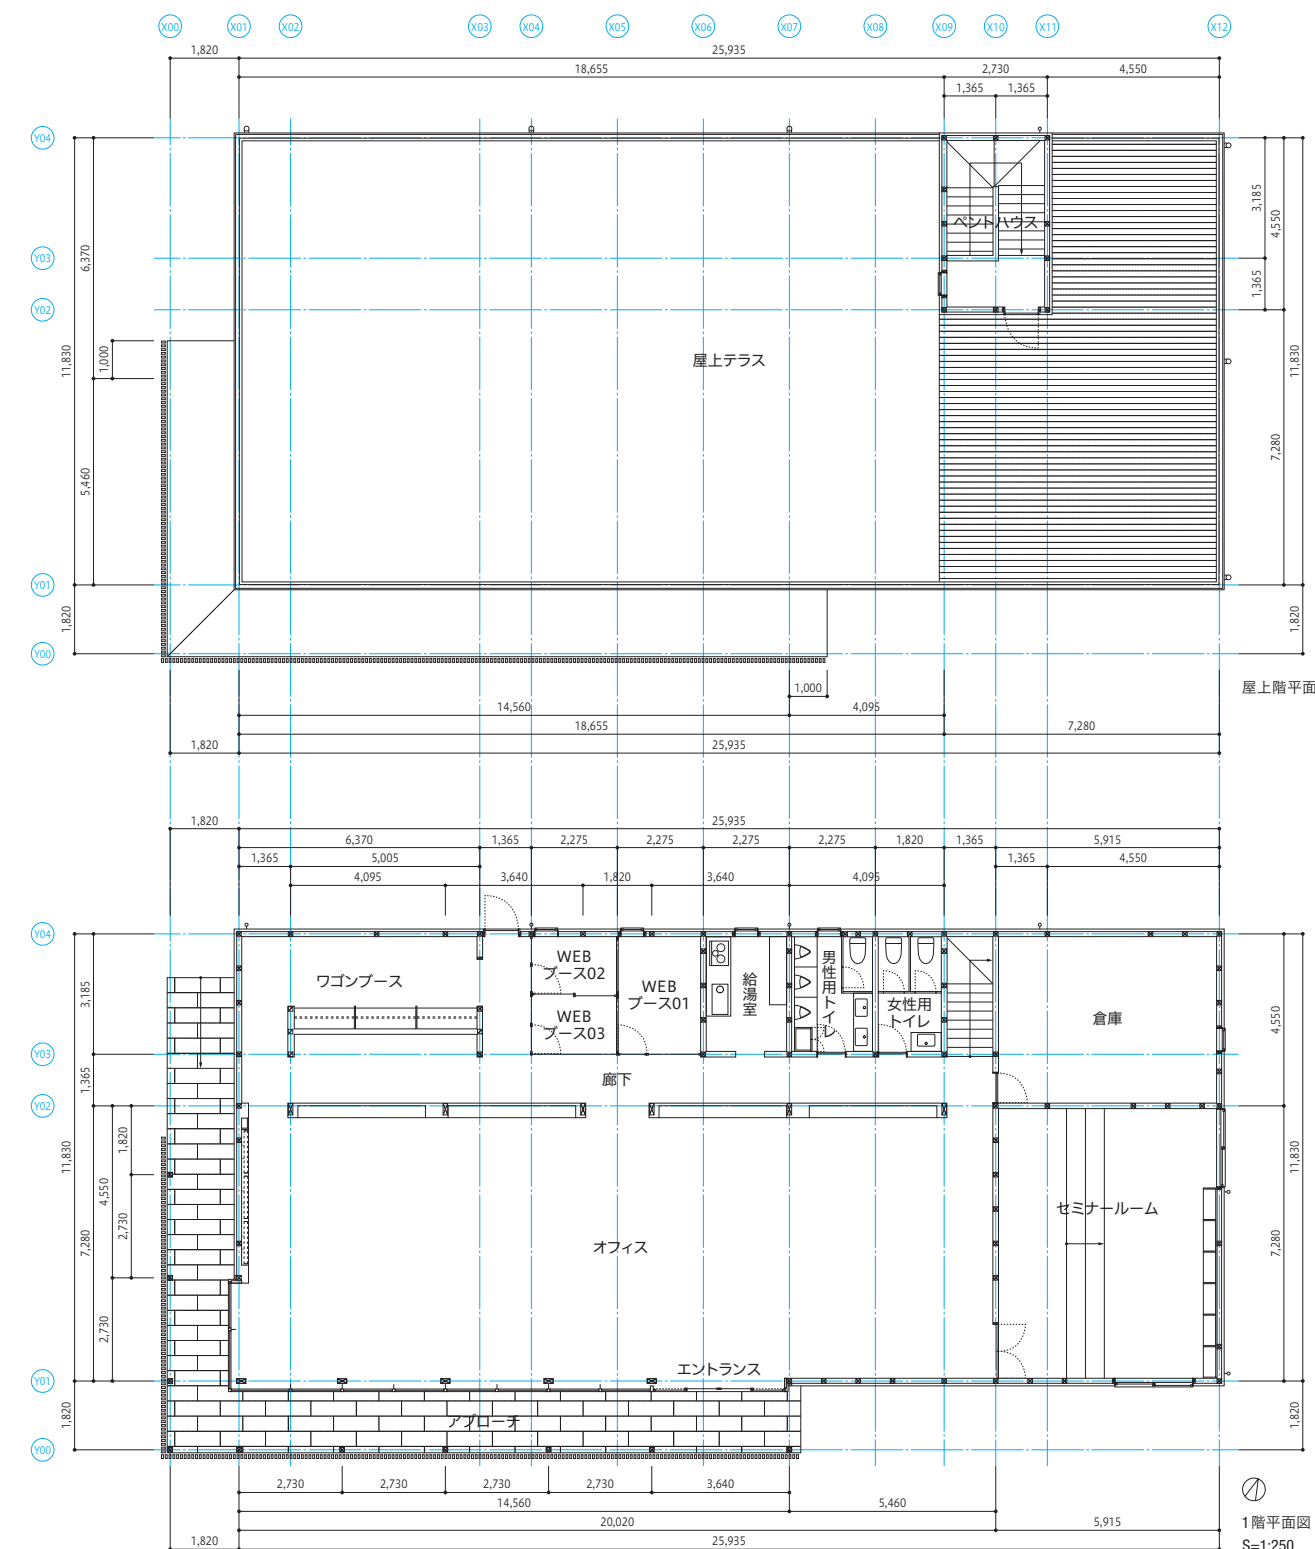 X00 X01 X02 X03 X04 X05 X06 X07 X08 X09 X10 X11 X12
1,820 25,935
18,655 2,730 4,550
1,365 1,365
Y04
Y03
Y02
Y01
Y00
11,830 6,370 5,460 1,000 1,820
3,185 4,550 1,365 11,830 7,280 1,820
ペントハウス
屋上テラス
屋上階平面
1,000
14,560 4,095
18,655 7,280
1,820 25,935
1,820 25,935
6,370 1,365 2,275 2,275 2,275 2,275 1,820 1,365 5,915
1,365 5,005 1,365 4,550
4,095 3,640 1,820 3,640 4,095
Y04
Y03
Y02
Y01
Y00
3,185 1,365 11,830 7,280 4,550 1,820 2,730 2,730 1,820
4,550 11,830 7,280 1,820
ワゴンブース
WEB
ブース02
WEB
ブース03
WEB
ブース01
給湯室
男性用トイレ
女性用
トイレ
倉庫
廊下
セミナールーム
オフィス
エントランス
アプローチ
2,730 2,730 2,730 2,730 3,640
14,560 5,460
20,020 5,915
1,820 25,935
1階平面図
S=1:250